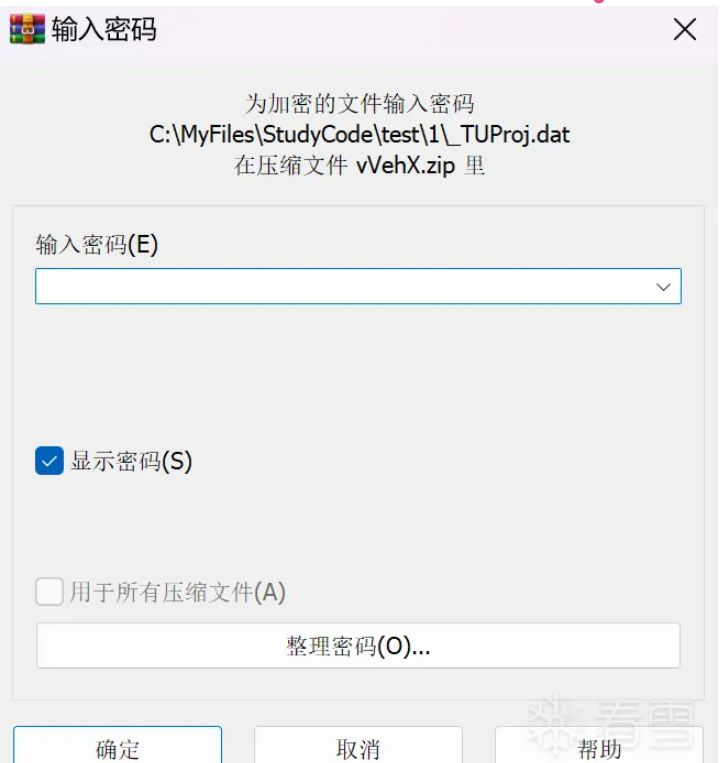 输入密码
为加密的文件输入密码
C:\MyFiles\StudyCode\test\1\_TUProj.dat
在压缩文件 vVehX.zip 里
输入密码(E)
显示密码(S)
用于所有压缩文件(A)
整理密码(O)...
看雪
确定
取消
帮助